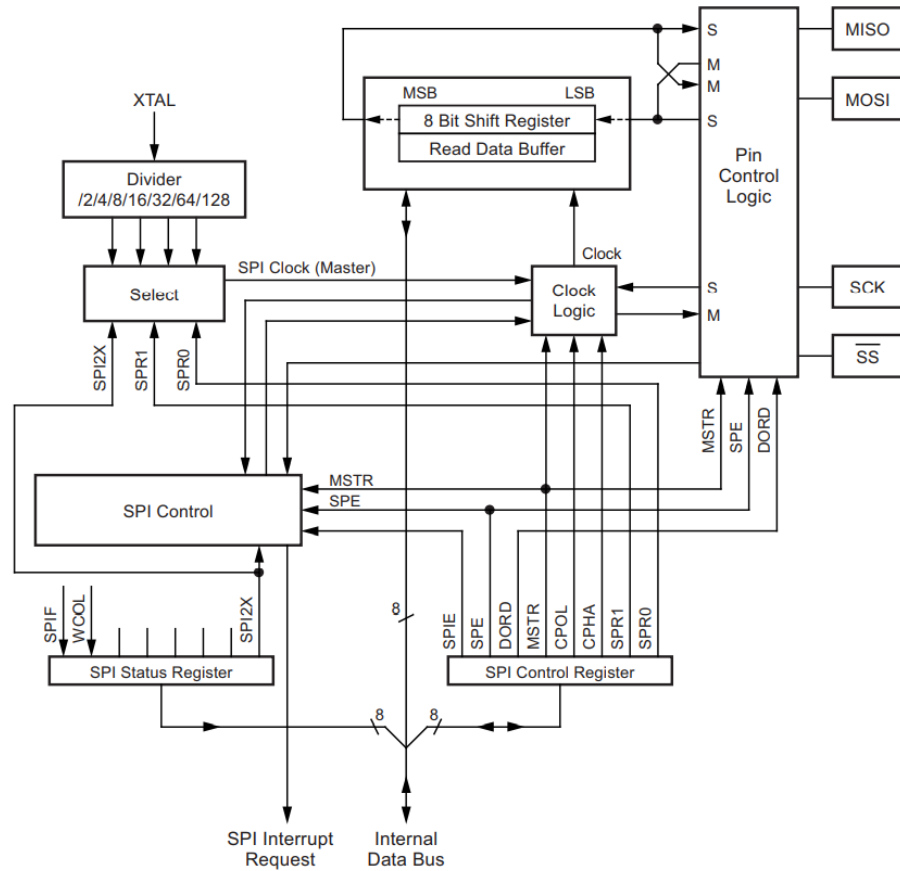 S
MISO
M
MSB
LSB
M
MOSI
XTAL
8 Bit Shift Register
S
Read Data Buffer
Pin
Control
Logic
Divider
/2/4/8/16/32/64/128
Clock
SPI Clock (Master)
Select
Clock
Logic
S
M
SCK
SS
SPI2X
SPR1
SPR0
MSTR
SPE
DORD
MSTR
SPE
SPI Control
SPIF
WCOL
SPI2X
8
SPIE
SPE
DORD
MSTR
CPOL
CPHA
SPR1
SPR0
SPI Status Register
SPI Control Register
8
8
SPI Interrupt
Request
Internal
Data Bus